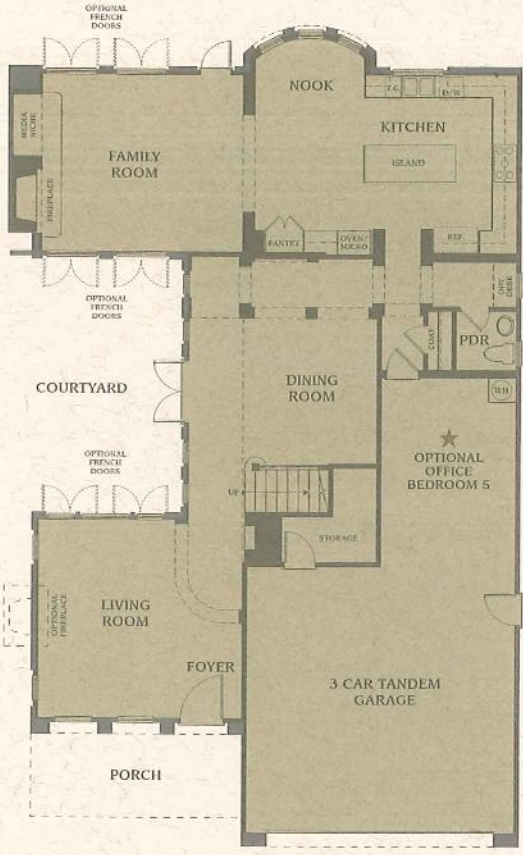 OPTIONAL
FRENCH
DOORS
NOOK
T.C.
D/W
KITCHEN
MEDIA
NICHE
FAMILY
ROOM
ISLAND
FIREPLACE
PANTRY
OVEN/
MICRO
REF.
OPTIONAL
FRENCH
DOORS
OPT.
DESK
COAT
PDR
COURTYARD
DINING
ROOM
WH
OPTIONAL
OFFICE
BEDROOM 5
OPTIONAL
FRENCH
DOORS
UP
STORAGE
OPTIONAL
FIREPLACE
LIVING
ROOM
FOYER
3 CAR TANDEM
GARAGE
PORCH